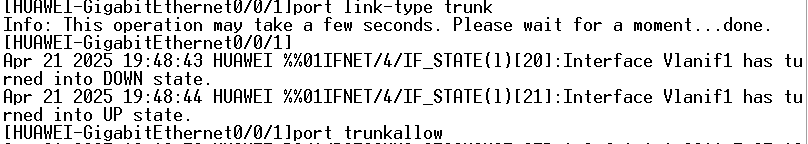 [HUAWEI-GigabitEthernet0/0/1]port link-type trunk
Info: This operation may take a few seconds. Please wait for a moment...done.
[HUAWEI-GigabitEthernet0/0/1]
Apr 21 2025 19:48:43 HUAWEI %%01IFNET/4/IF_STATE(l)[20]:Interface Vlanif1 has tu
rned into DOWN state.
Apr 21 2025 19:48:44 HUAWEI %%01IFNET/4/IF_STATE(l)[21]:Interface Vlanif1 has tu
rned into UP state.
[HUAWEI-GigabitEthernet0/0/1]port trunkallow